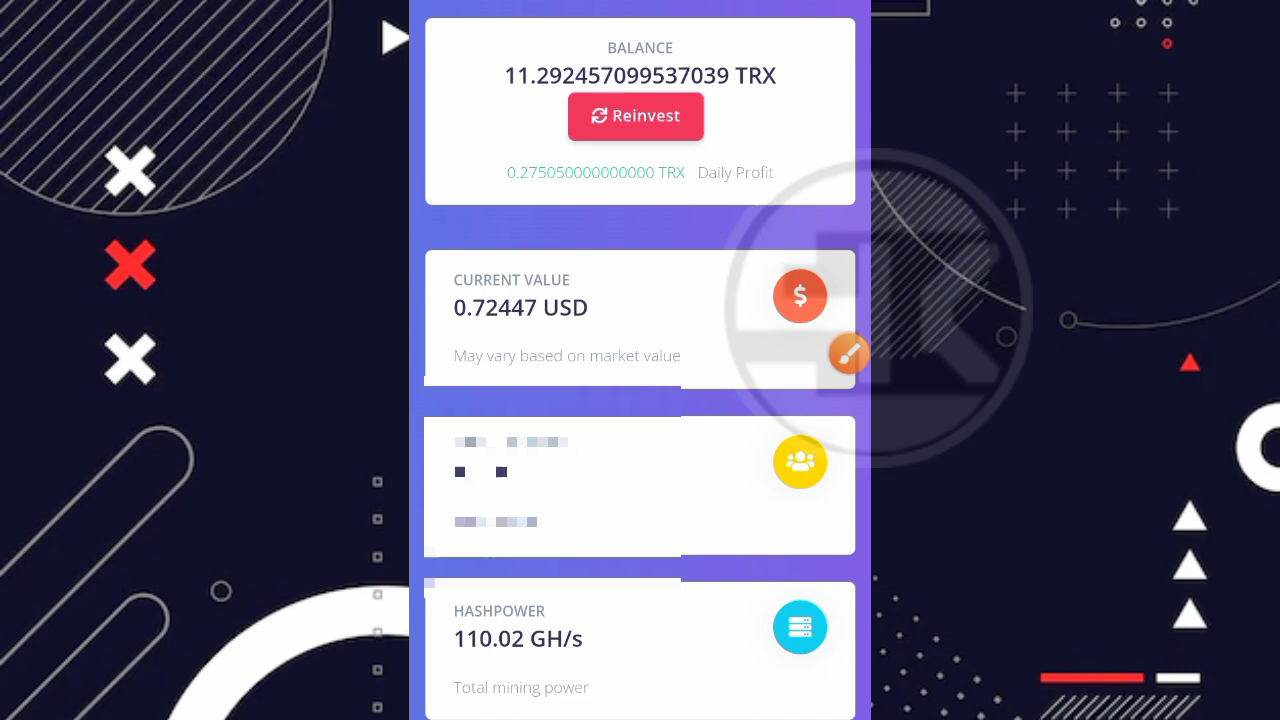 BALANCE
11.292457099537039 TRX
Reinvest
0.275050000000000 TRX Daily Profit
CURRENT VALUE
0.72447 USD
May vary based on market value
HASHPOWER
110.02 GH/s
Total mining power